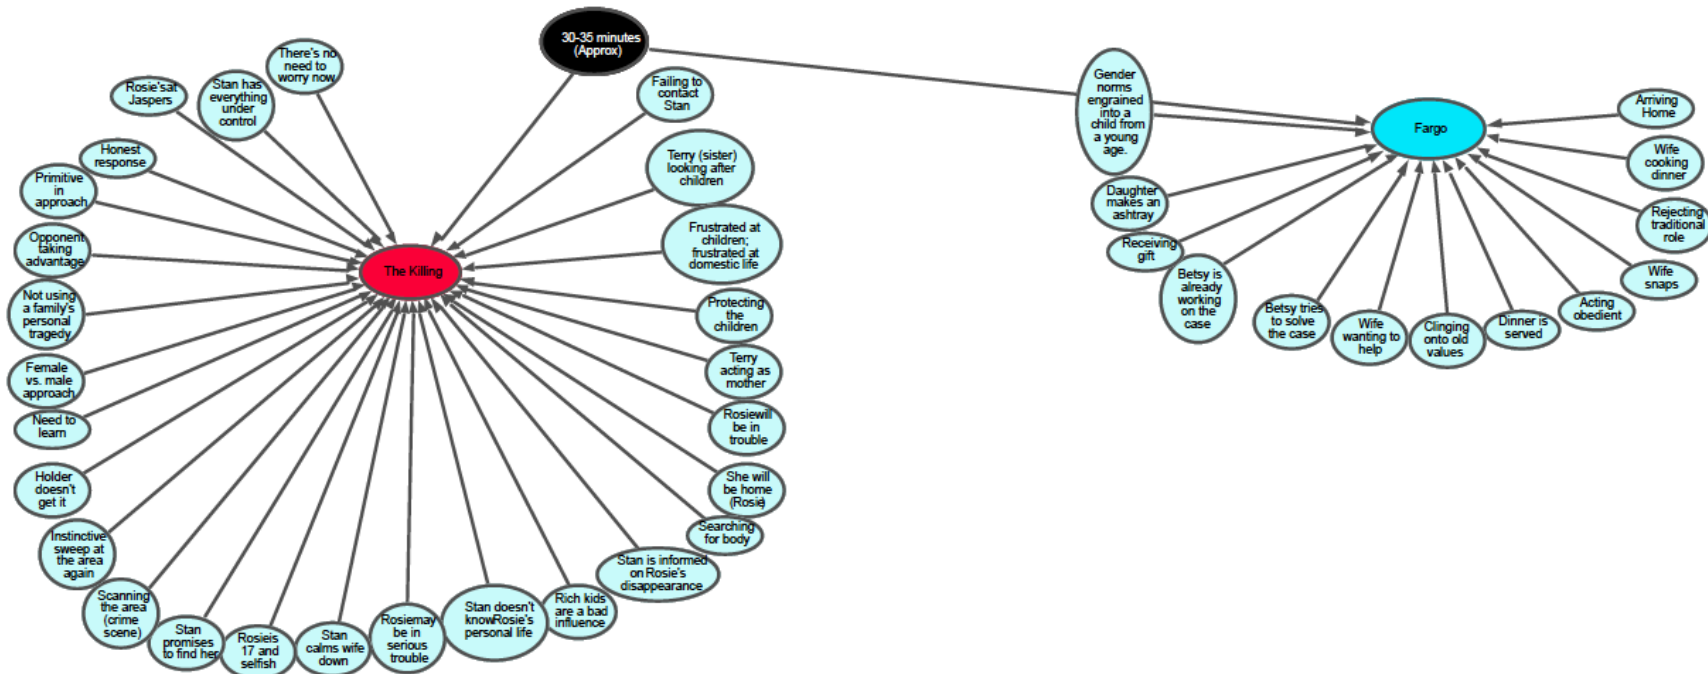 30-35 minutes
(Approx)
There's no
need to
worry now
Stan has
everything
under
control
Rosie'sat
Jaspers
Honest
response
Primitive
in
approach
Opponent
taking
advantage
Not using
a family's
personal
tragedy
Female
vs. male
approach
Need to
learn
Holder
doesn't
get it
Instinctive
sweep at
the area
again
Scanning
the area
(crime
scene)
Stan
promises
to find her
Rosieis
17 and
selfish
Stan
calms wife
down
Rosiemay
be in
serious
trouble
Stan doesn't
knowRosie's
personal life
Rich kids
are a bad
influence
Stan is informed
on Rosie's
disappearance
Searching
for body
She will
be home
(Rosie)
Rosiewill
be in
trouble
Terry
acting as
mother
Protecting
the
children
Frustrated at
children;
frustrated at
domestic life
Terry (sister)
looking after
children
Failing to
contact
Stan
The Killing
Gender
norms
engrained
into a
child from
a young
age.
Fargo
Arriving
Home
Wife
cooking
dinner
Rejecting
traditional
role
Wife
snaps
Acting
obedient
Dinner is
served
Clinging
onto old
values
Wife
wanting to
help
Betsy tries
to solve
the case
Betsy is
already
working
on the
case
Receiving
gift
Daughter
makes an
ashtray